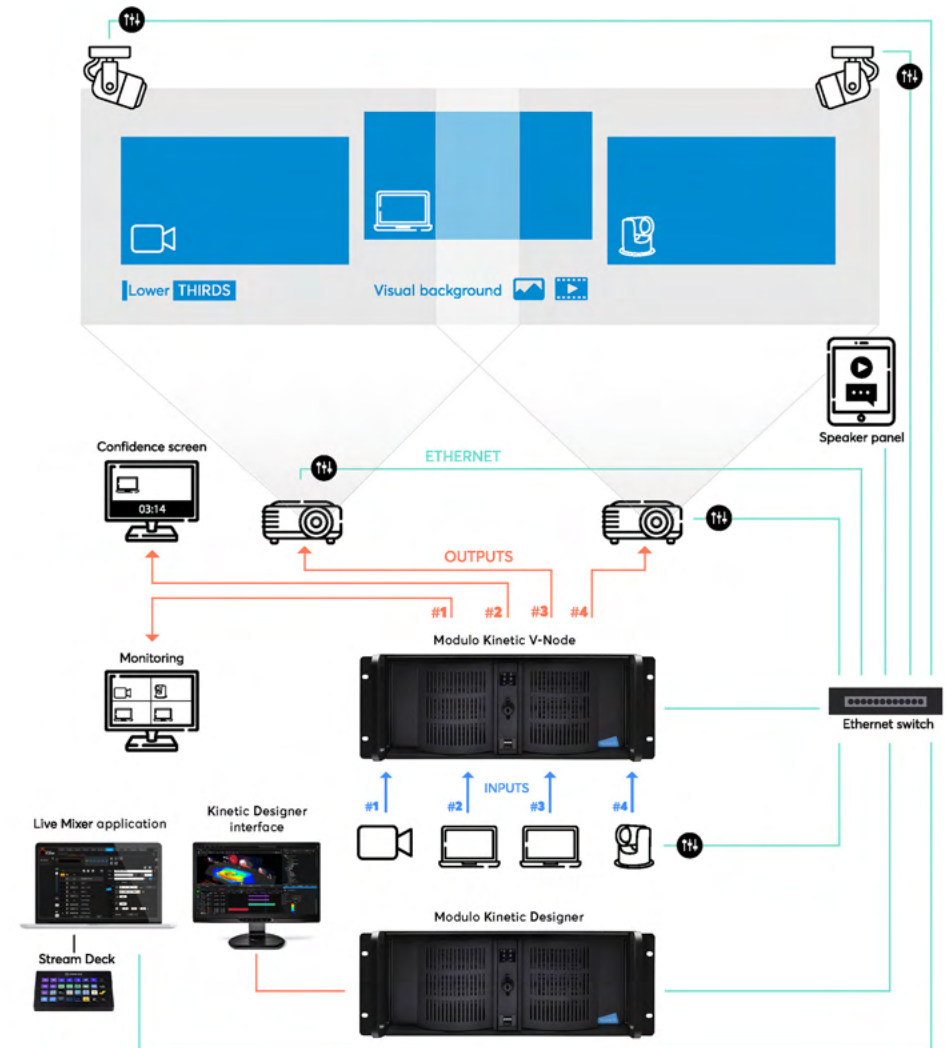 Lower THIRDS
Visual background
Speaker panel
Confidence screen
03:14
ETHERNET
OUTPUTS
#1
#2
#3
#4
Modulo Kinetic V-Node
Monitoring
Ethernet switch
INPUTS
#1
#2
#3
#4
Live Mixer application
Kinetic Designer
interface
Modulo Kinetic Designer
Stream Deck